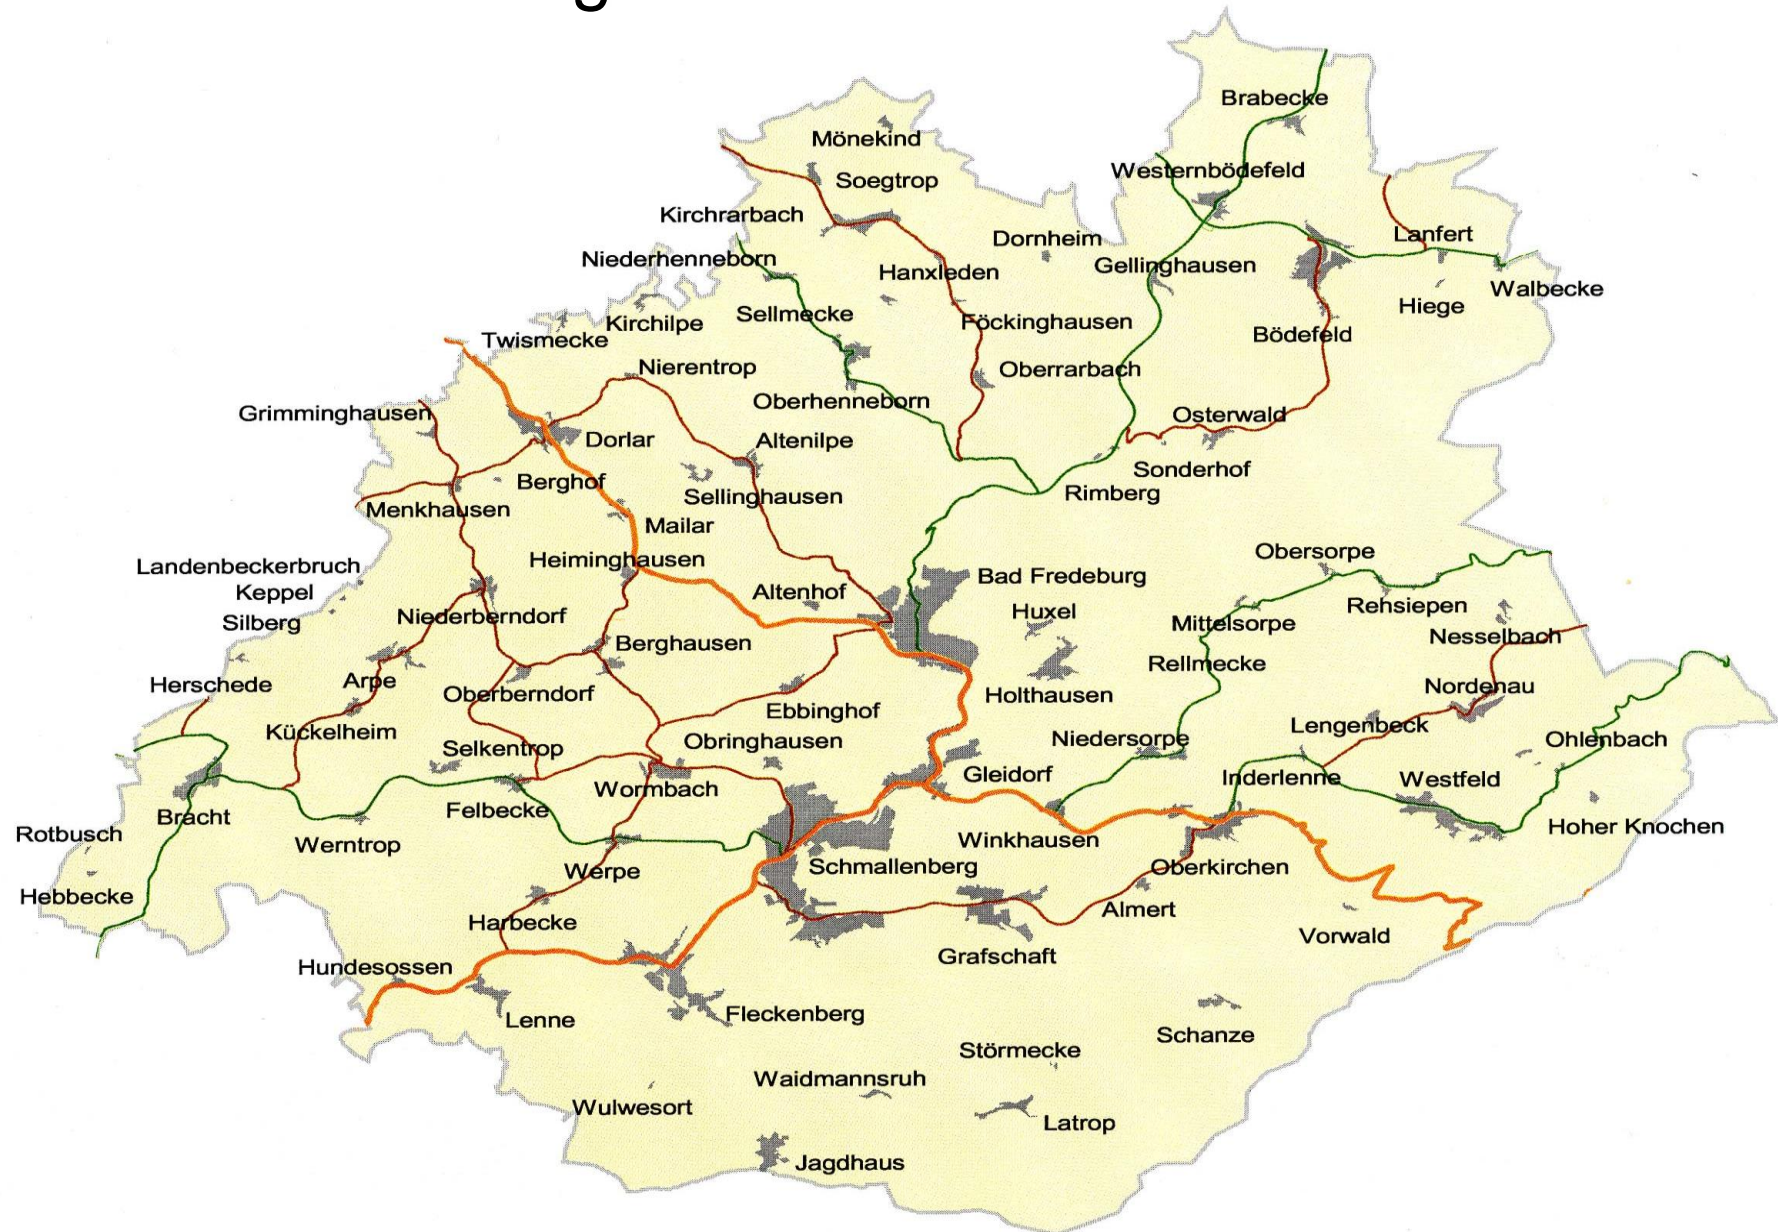 g
Brabecke
Mönekind
Westernbödefeld
Soegtrop
Kirchrarbach
Lanfert
Dornheim
Niederhenneborn
Gellinghausen
Hanxleden
Walbecke
Hiege
Sellmecke
Kirchilpe
Föckinghausen
Bödefeld
Twismecke
Nierentrop
Oberrarbach
Oberhenneborn
Grimminghausen
Osterwald
Dorlar
Altenilpe
Sonderhof
Berghof
Rimberg
Sellinghausen
Menkhausen
Mailar
Obersorpe
Heiminghausen
Landenbeckerbruch
Bad Fredeburg
Keppel
Altenhof
Rehsiepen
Huxel
Niederberndorf
Silberg
Mittelsorpe
Nesselbach
Berghausen
Rellmecke
Arpe
Herschede
Nordenau
Oberberndorf
Holthausen
Ebbinghof
Lengenbeck
Kückelheim
Obringhausen
Niedersorpe
Ohlenbach
Selkentrop
Gleidorf
Inderlenne
Westfeld
Wormbach
Felbecke
Bracht
Hoher Knochen
Rotbusch
Winkhausen
Werntrop
Schmallenberg
Oberkirchen
Werpe
Hebbecke
Almert
Harbecke
Vorwald
Grafschaft
Hundesossen
Fleckenberg
Lenne
Schanze
Störmecke
Waidmannsruh
Wulwesort
Latrop
Jagdhaus